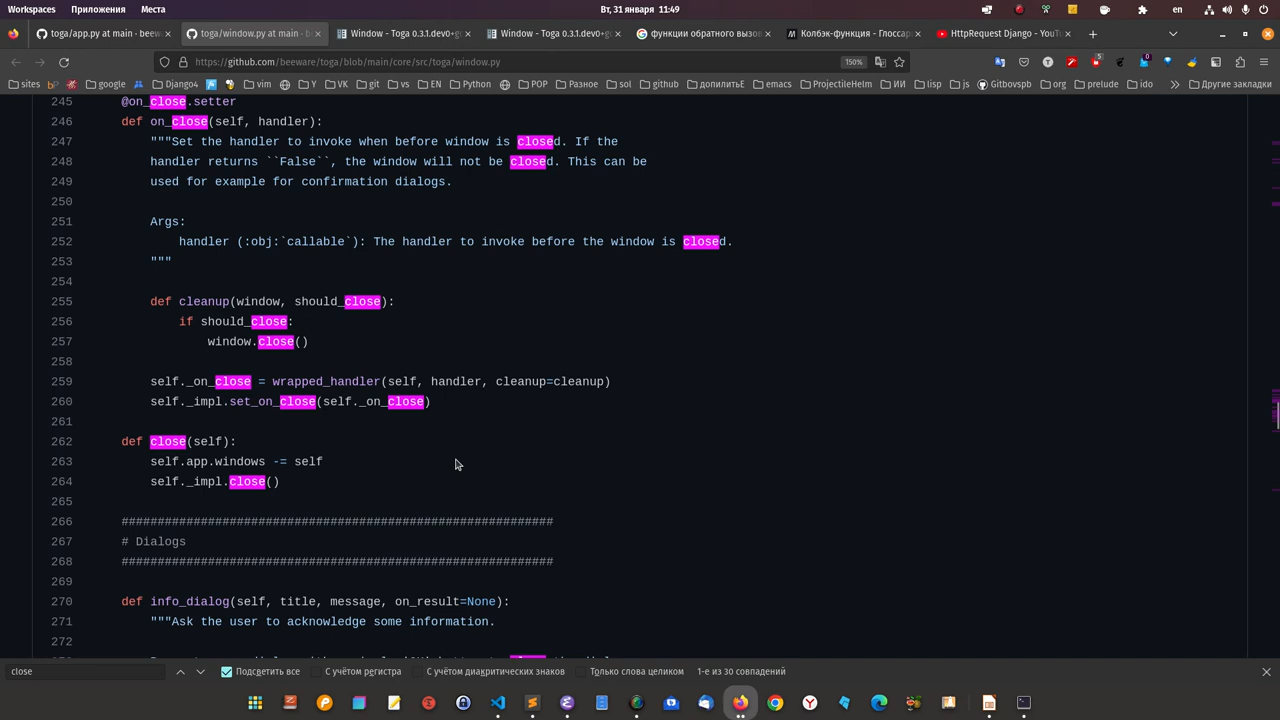 Workspaces Приложения Места Вт, 31 января 11:49 en
toga/app.py at main · beew toga/window.py at main · b Window - Toga 0.3.1.dev0+g Window - Toga 0.3.1.dev0+g функции обратного вызо Колбэк-функция - Глоссар HttpRequest Django - YouT
https://github.com/beeware/toga/blob/main/core/src/toga/window.py 150%
sites google Django4 vim Y VK git vs EN Python POP Разное sol github допилитьЕ emacs ProjectileHelm ИИ lisp js Gitbovspb org prelude ido Другие закладки
245 @on_close.setter
246 def on_close(self, handler):
247 """Set the handler to invoke when before window is closed. If the
248 handler returns ``False``, the window will not be closed. This can be
249 used for example for confirmation dialogs.
250
251 Args:
252 handler (:obj:`callable`): The handler to invoke before the window is closed.
253 """
254
255 def cleanup(window, should_close):
256 if should_close:
257 window.close()
258
259 self._on_close = wrapped_handler(self, handler, cleanup=cleanup)
260 self._impl.set_on_close(self._on_close)
261
262 def close(self):
263 self.app.windows -= self
264 self._impl.close()
265
266 ############################################################
267 # Dialogs
268 ############################################################
269
270 def info_dialog(self, title, message, on_result=None):
271 """Ask the user to acknowledge some information.
272
close Подсветить все С учётом регистра С учётом диакритических знаков Только слова целиком 1-е из 30 совпадений